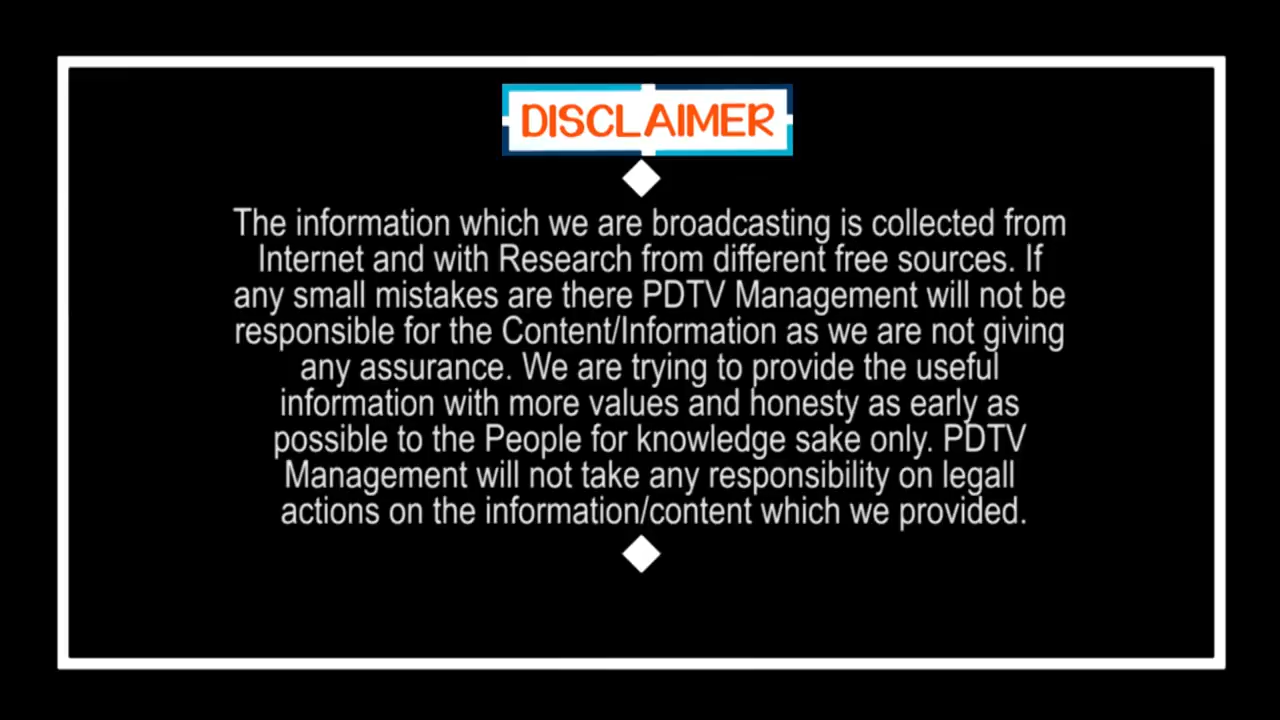 DISCLAIMER
The information which we are broadcasting is collected from
Internet and with Research from different free sources. If
any small mistakes are there PDTV Management will not be
responsible for the Content/Information as we are not giving
any assurance. We are trying to provide the useful
information with more values and honesty as early as
possible to the People for knowledge sake only. PDTV
Management will not take any responsibility on legall
actions on the information/content which we provided.